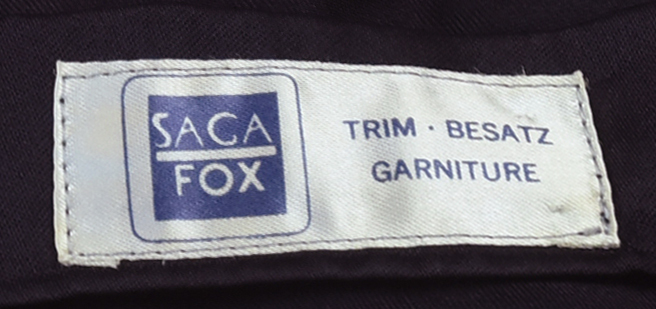 SAGA
FOX
TRIM · BESATZ
GARNITURE